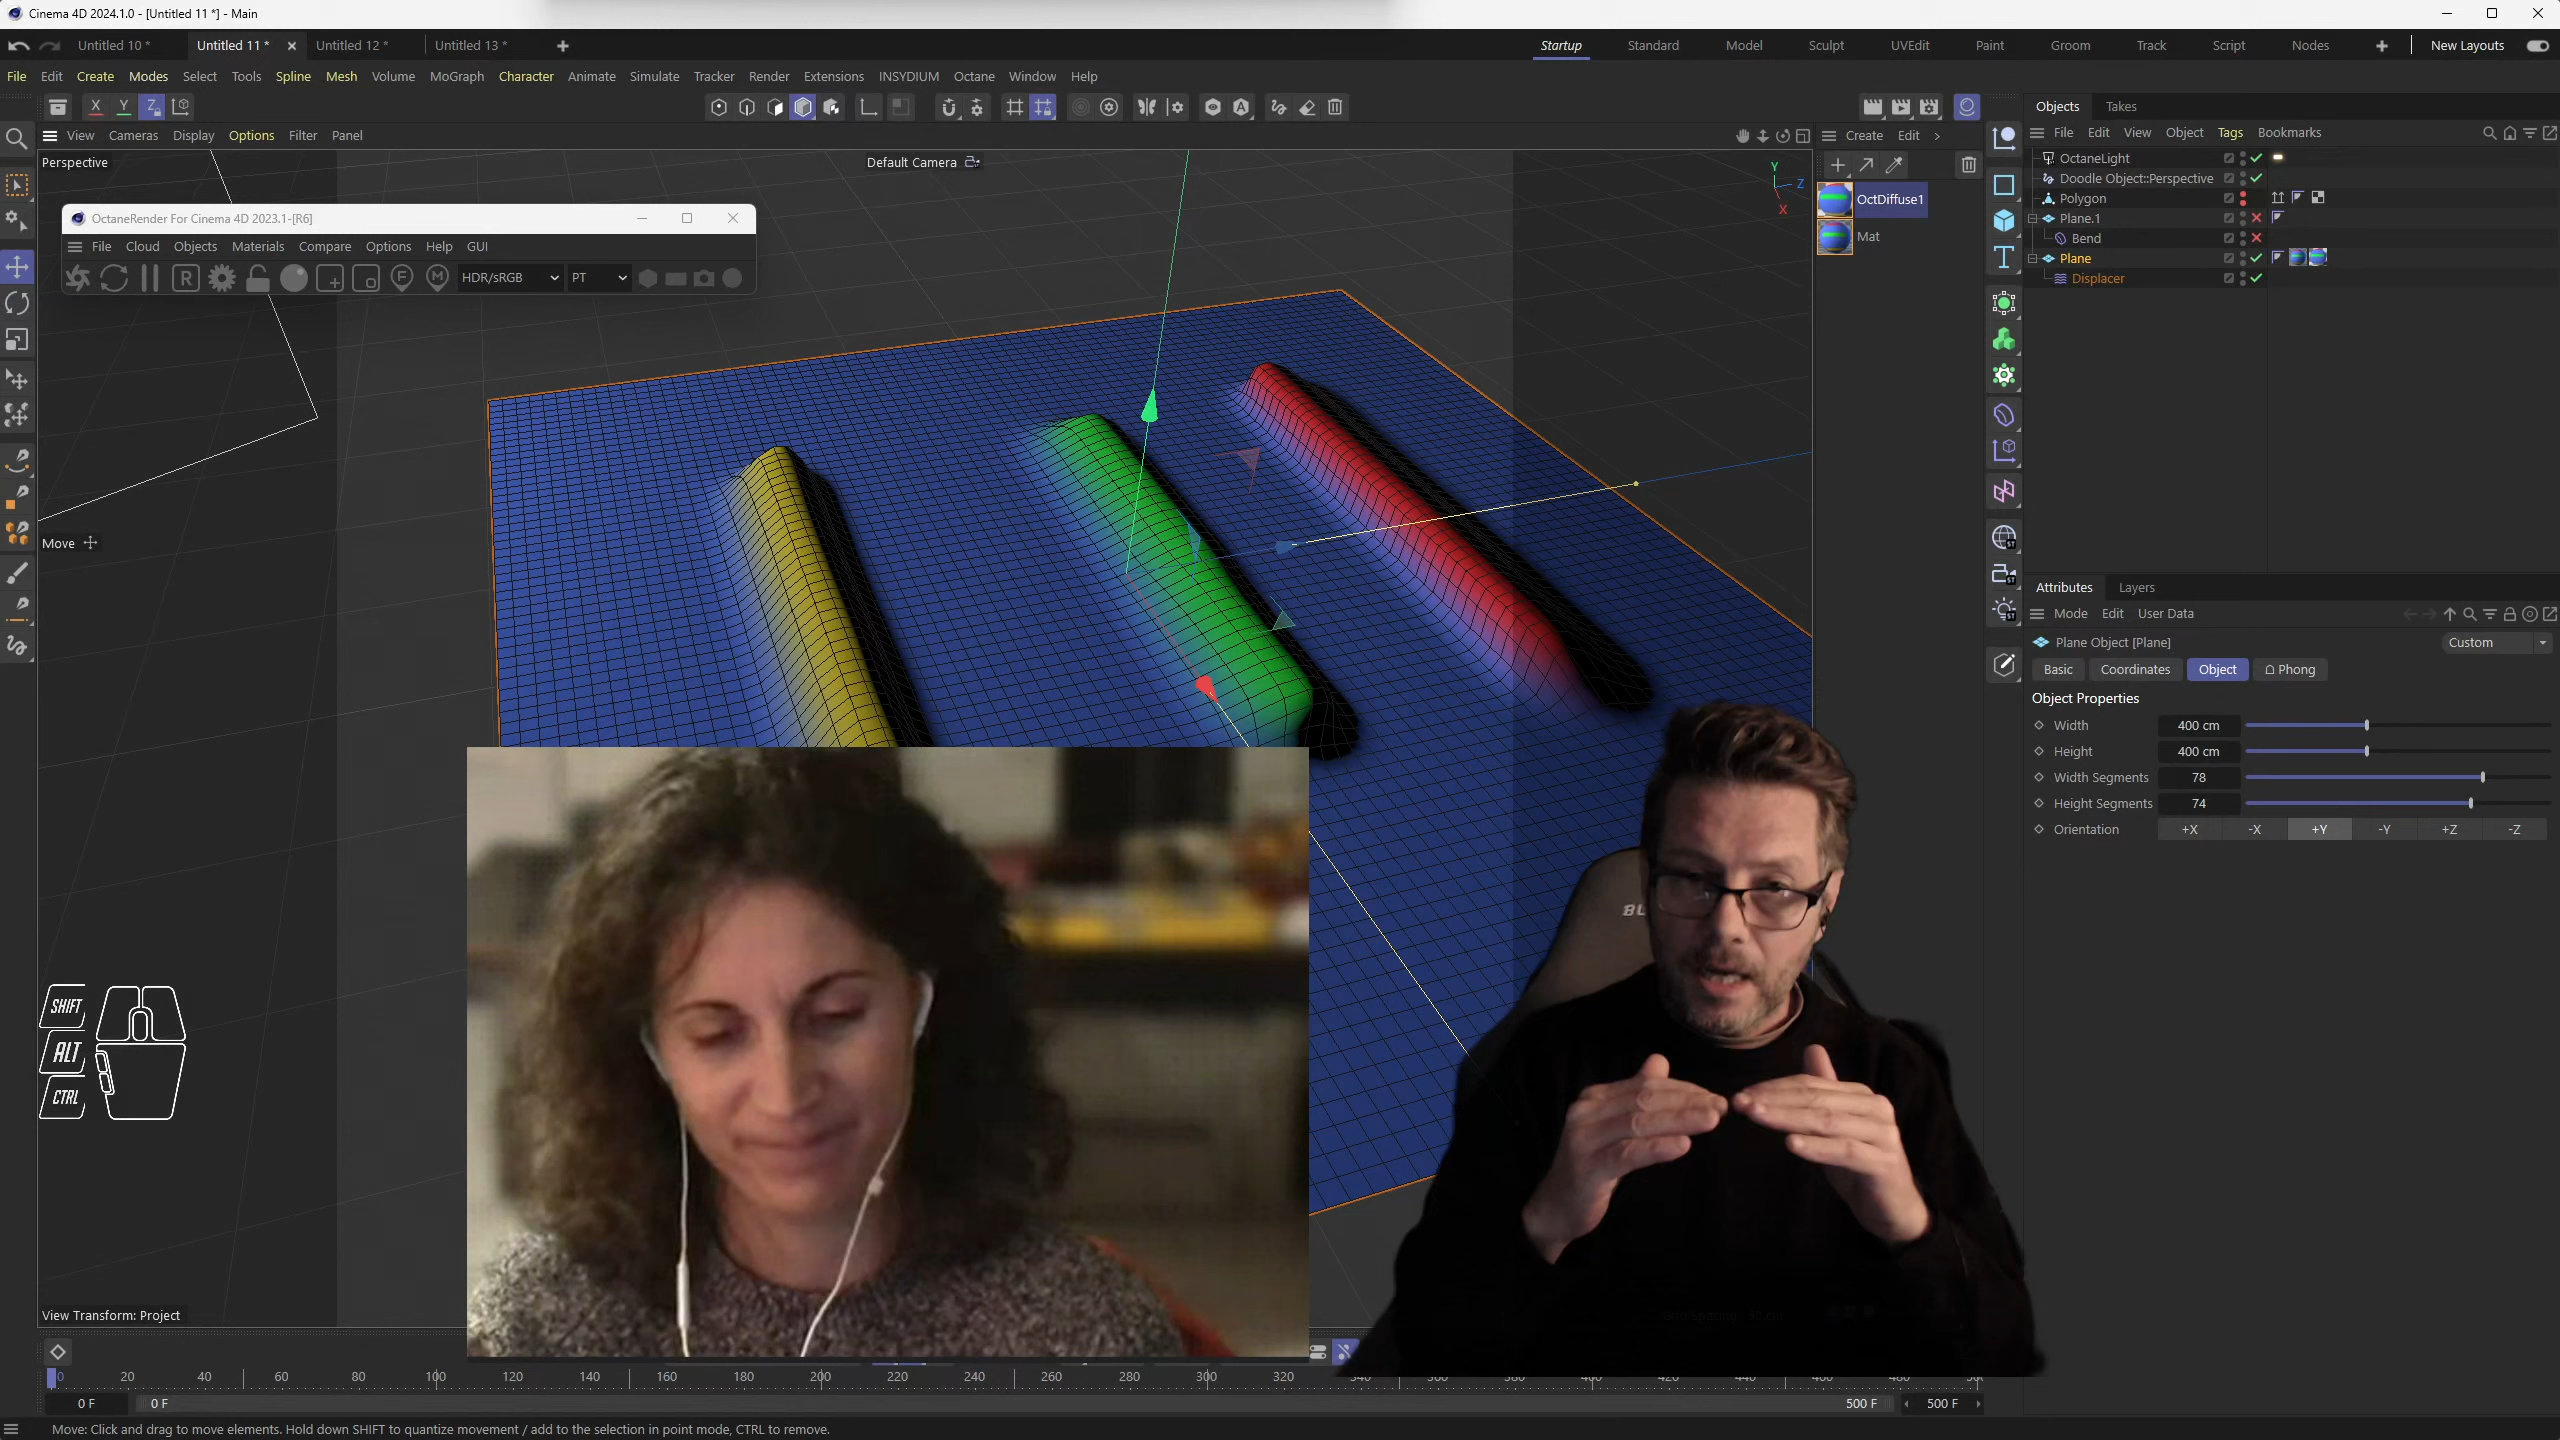 Cinema 4D 2024.1.0 - [Untitled 11 *] - Main
Untitled 10 *
Untitled 11 *
Untitled 12 *
Untitled 13 *
Startup
Standard
Model
Sculpt
UVEdit
Paint
Groom
Track
Script
Nodes
New Layouts
File Edit Create Modes Select Tools Spline Mesh Volume MoGraph Character Animate Simulate Tracker Render Extensions INSYDIUM Octane Window Help
X Y Z
View Cameras Display Options Filter Panel
Perspective
Default Camera
Y
Z
X
OctaneRender For Cinema 4D 2023.1-[R6]
File Cloud Objects Materials Compare Options Help GUI
HDR/sRGB
PT
Move
SHIFT
ALT
CTRL
View Transform: Project
Create Edit
OctDiffuse1
Mat
Objects Takes
File Edit View Object Tags Bookmarks
OctaneLight
Doodle Object::Perspective
Polygon
Plane.1
Bend
Plane
Displacer
Attributes Layers
Mode Edit User Data
Plane Object [Plane]
Custom
Basic Coordinates Object Phong
Object Properties
Width 400 cm
Height 400 cm
Width Segments 78
Height Segments 74
Orientation +X -X +Y -Y +Z -Z
0 20 40 60 80 100 120 140 160 180 200 220 240 260 280 300 320
0 F
0 F
500 F
500 F
Move: Click and drag to move elements. Hold down SHIFT to quantize movement / add to the selection in point mode, CTRL to remove.